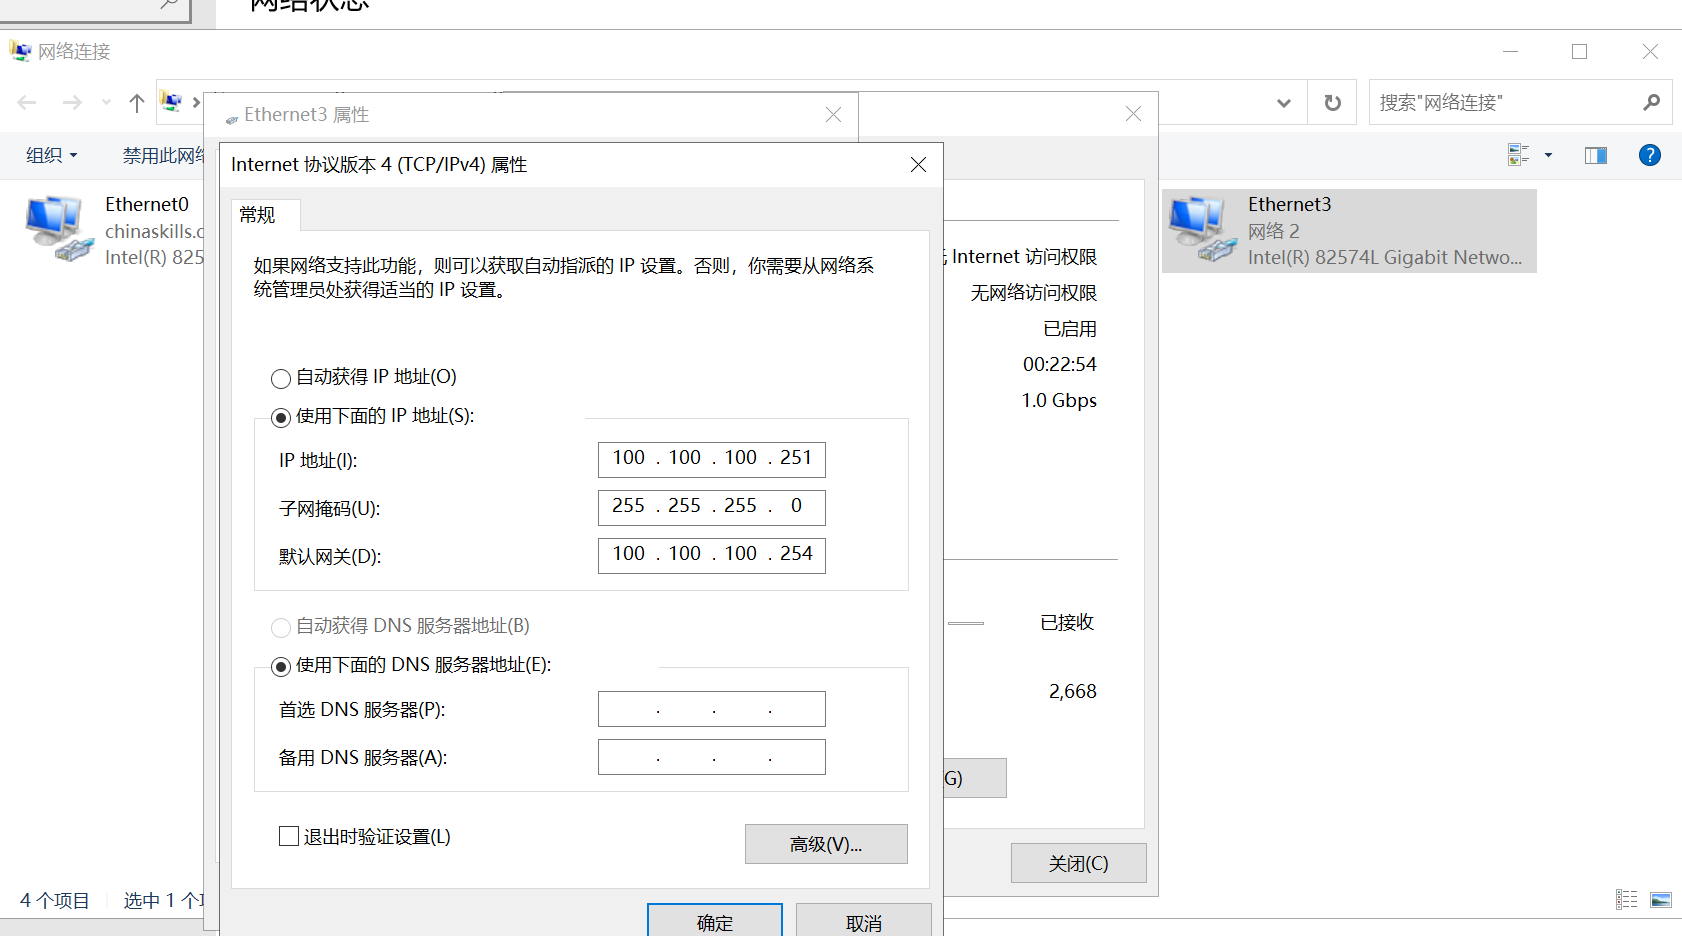 网络状态
网络连接
搜索"网络连接"
Ethernet3 属性
组织
禁用此网络
Internet 协议版本 4 (TCP/IPv4) 属性
Ethernet0
chinaskills.c
Intel(R) 825
常规
Ethernet3
网络 2
Intel(R) 82574L Gigabit Netwo...
如果网络支持此功能，则可以获取自动指派的 IP 设置。否则，你需要从网络系
统管理员处获得适当的 IP 设置。
Internet 访问权限
无网络访问权限
已启用
00:22:54
1.0 Gbps
自动获得 IP 地址(O)
使用下面的 IP 地址(S):
IP 地址(I):
100 . 100 . 100 . 251
子网掩码(U):
255 . 255 . 255 . 0
默认网关(D):
100 . 100 . 100 . 254
自动获得 DNS 服务器地址(B)
使用下面的 DNS 服务器地址(E):
首选 DNS 服务器(P):
. . .
备用 DNS 服务器(A):
. . .
已接收
2,668
G)
退出时验证设置(L)
高级(V)...
关闭(C)
确定
取消
4 个项目
选中 1 个